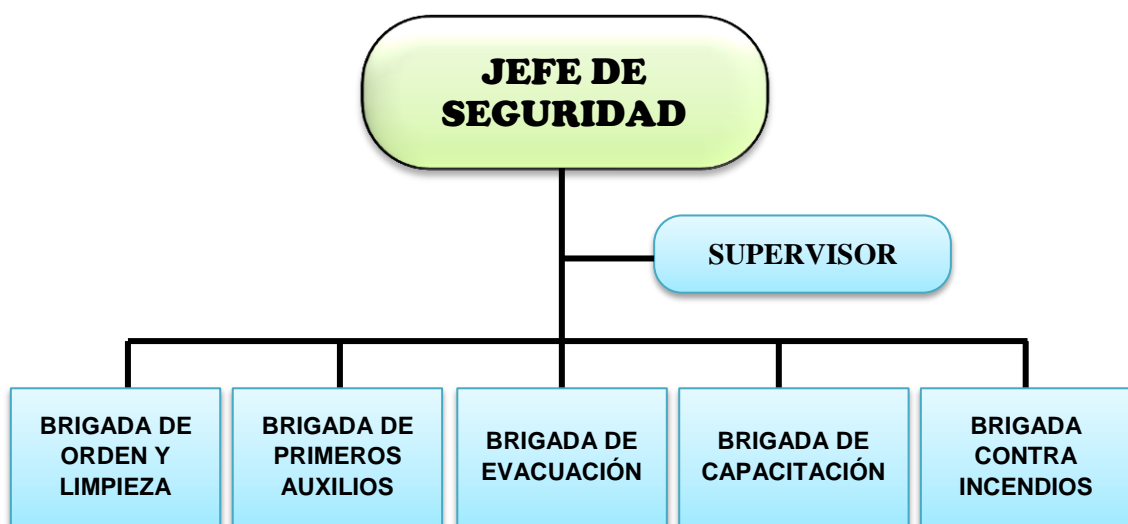 JEFE DE
SEGURIDAD
SUPERVISOR
BRIGADA DE
ORDEN Y
LIMPIEZA
BRIGADA DE
PRIMEROS
AUXILIOS
BRIGADA DE
EVACUACIÓN
BRIGADA DE
CAPACITACIÓN
BRIGADA
CONTRA
INCENDIOS